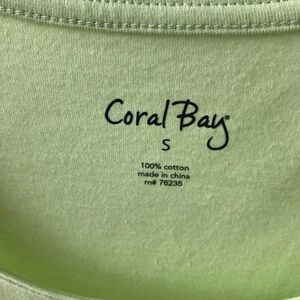 Coral Bay®
S
100% cotton
made in china
rn# 76235